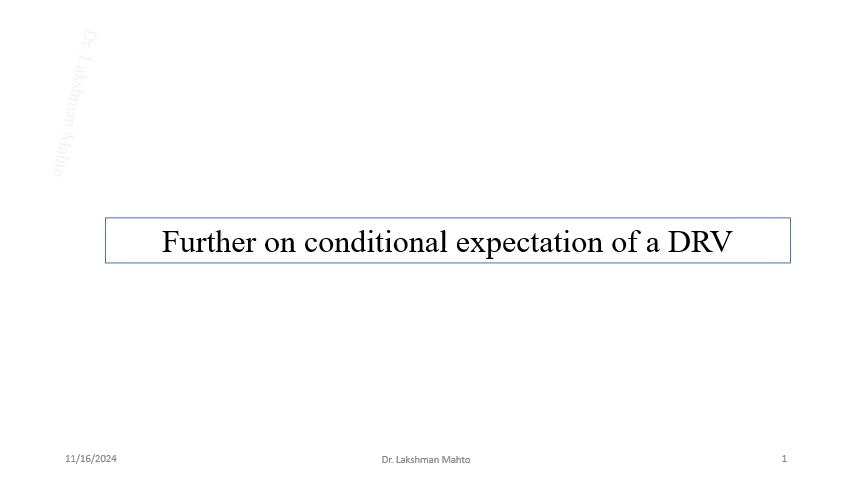 Dr. Lakshman Mahto
Further on conditional expectation of a DRV
11/16/2024
Dr. Lakshman Mahto
1